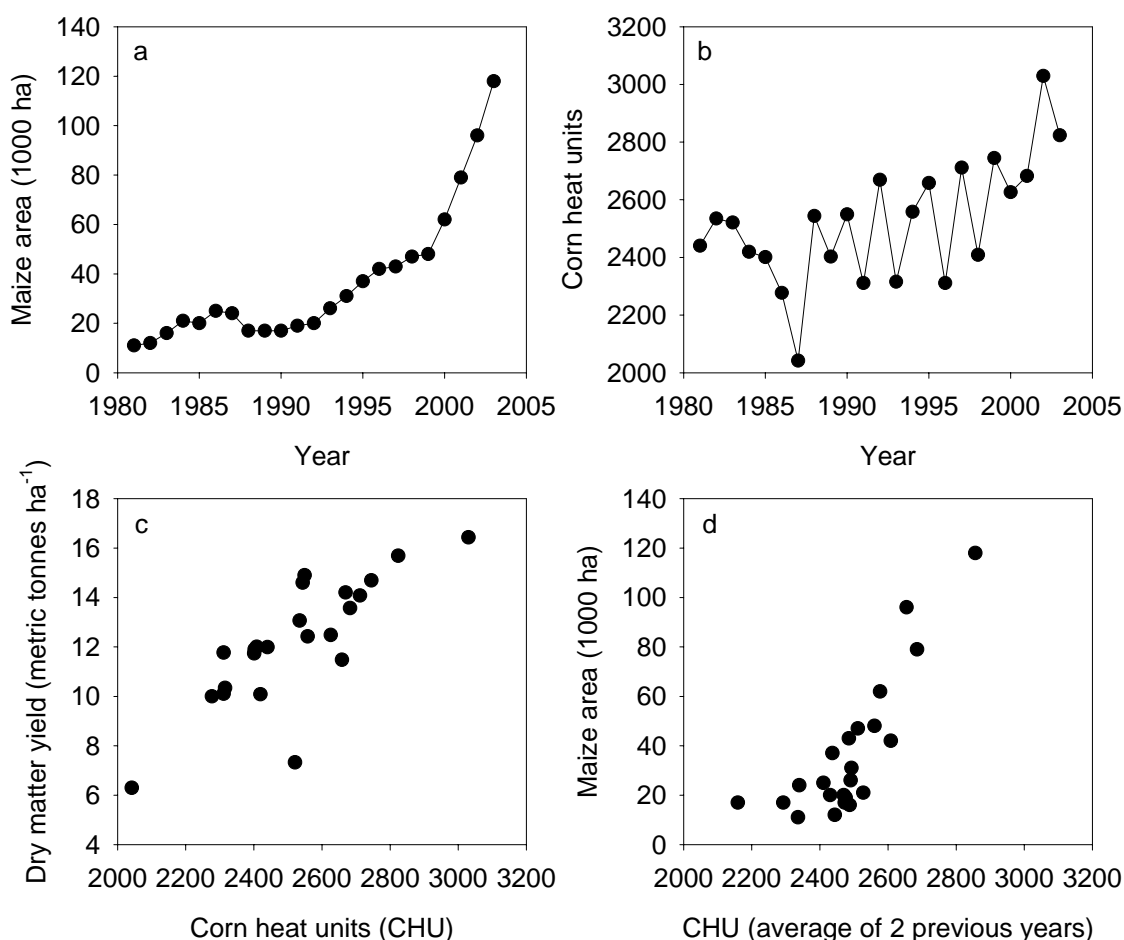 a
Maize area (1000 ha)
140
120
100
80
60
40
20
0
1980 1985 1990 1995 2000 2005
Year
b
Corn heat units
3200
3000
2800
2600
2400
2200
2000
1980 1985 1990 1995 2000 2005
Year
c
Dry matter yield (metric tonnes ha⁻¹)
18
16
14
12
10
8
6
4
2000 2200 2400 2600 2800 3000 3200
Corn heat units (CHU)
d
Maize area (1000 ha)
140
120
100
80
60
40
20
0
2000 2200 2400 2600 2800 3000 3200
CHU (average of 2 previous years)